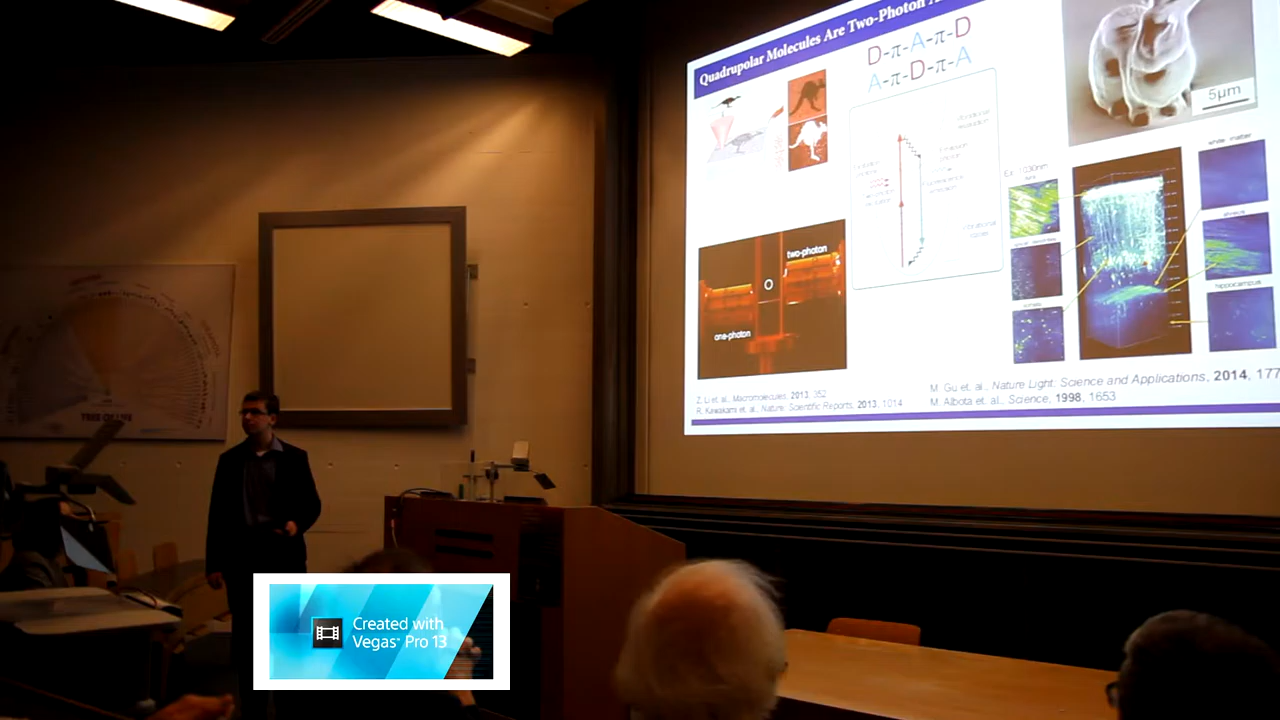 Quadrupolar Molecules Are Two-Photon
D-π-A-π-D
A-π-D-π-A
5μm
Ex. 1030nm
white matter
hippocampus
two-photon
one-photon
Z. Li et. al., Macromolecules, 2013, 352
R. Kawakami et. al., Nature Scientific Reports, 2013, 1014
M. Gu et. al., Nature Light: Science and Applications, 2014, 177
M. Albota et. al., Science, 1998, 1653
TREE OF LIFE
Created with
Vegas™ Pro 13